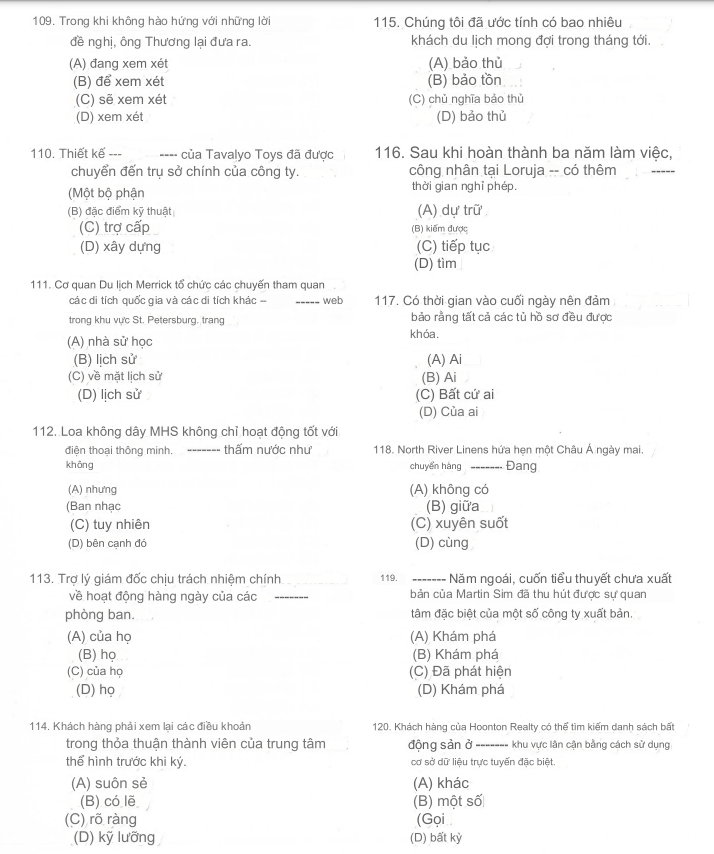 109. Trong khi không hào hứng với những lời
đề nghị, ông Thương lại đưa ra.
(A) đang xem xét
(B) để xem xét
(C) sẽ xem xét
(D) xem xét
110. Thiết kế --- ---- của Tavalyo Toys đã được
chuyển đến trụ sở chính của công ty.
(Một bộ phận
(B) đặc điểm kỹ thuật
(C) trợ cấp
(D) xây dựng
111. Cơ quan Du lịch Merrick tổ chức các chuyến tham quan
các di tích quốc gia và các di tích khác – ----- web
trong khu vực St. Petersburg. trang
(A) nhà sử học
(B) lịch sử
(C) về mặt lịch sử
(D) lịch sử
112. Loa không dây MHS không chỉ hoạt động tốt với
điện thoại thông minh. ------- thấm nước như
không
(A) nhưng
(Ban nhạc
(C) tuy nhiên
(D) bên cạnh đó
113. Trợ lý giám đốc chịu trách nhiệm chính
về hoạt động hàng ngày của các -------
phòng ban.
(A) của họ
(B) họ
(C) của họ
(D) họ
114. Khách hàng phải xem lại các điều khoản
trong thỏa thuận thành viên của trung tâm
thể hình trước khi ký.
(A) suôn sẻ
(B) có lẽ
(C) rõ ràng
(D) kỹ lưỡng
115. Chúng tôi đã ước tính có bao nhiêu
khách du lịch mong đợi trong tháng tới.
(A) bảo thủ
(B) bảo tồn
(C) chủ nghĩa bảo thủ
(D) bảo thủ
116. Sau khi hoàn thành ba năm làm việc,
công nhân tại Loruja -- có thêm -----
thời gian nghỉ phép.
(A) dự trữ
(B) kiếm được
(C) tiếp tục
(D) tìm
117. Có thời gian vào cuối ngày nên đảm
bảo rằng tất cả các tủ hồ sơ đều được
khóa.
(A) Ai
(B) Ai
(C) Bất cứ ai
(D) Của ai
118. North River Linens hứa hẹn một Châu Á ngày mai.
chuyến hàng ------- Đang
(A) không có
(B) giữa
(C) xuyên suốt
(D) cùng
119. ------- Năm ngoái, cuốn tiểu thuyết chưa xuất
bản của Martin Sim đã thu hút được sự quan
tâm đặc biệt của một số công ty xuất bản.
(A) Khám phá
(B) Khám phá
(C) Đã phát hiện
(D) Khám phá
120. Khách hàng của Hoonton Realty có thể tìm kiếm danh sách bất
động sản ở ------- khu vực lân cận bằng cách sử dụng
cơ sở dữ liệu trực tuyến đặc biệt.
(A) khác
(B) một số
(Gọi
(D) bất kỳ